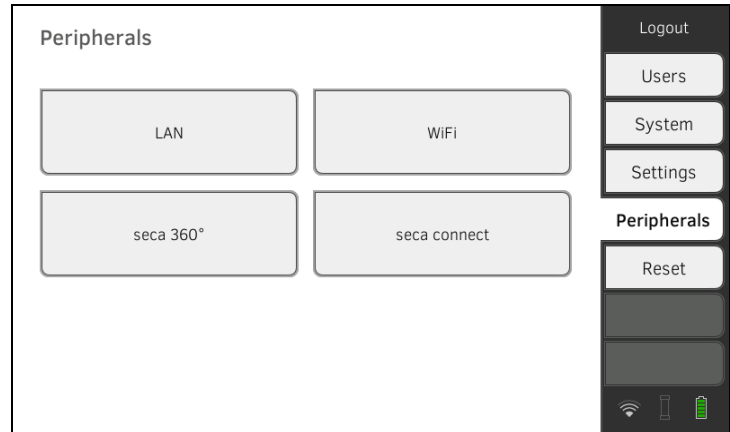 Peripherals
LAN
WiFi
seca 360°
seca connect
Logout
Users
System
Settings
Peripherals
Reset